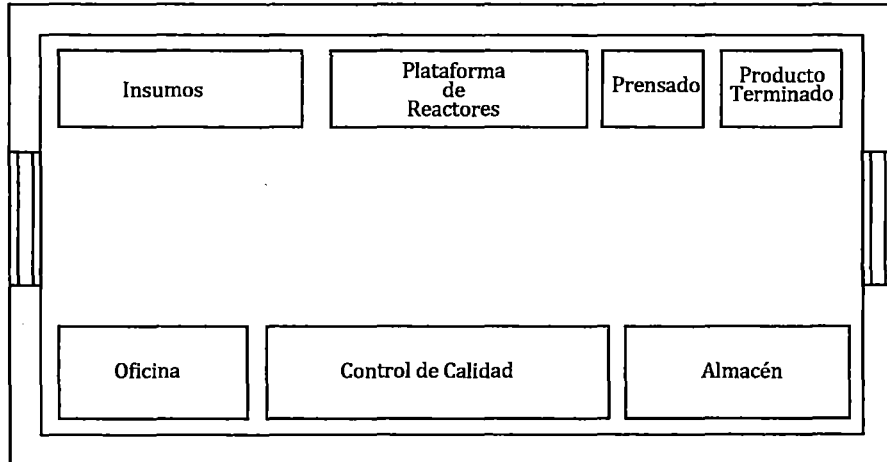 Insumos
Plataforma
de
Reactores
Prensado
Producto
Terminado
Oficina
Control de Calidad
Almacén